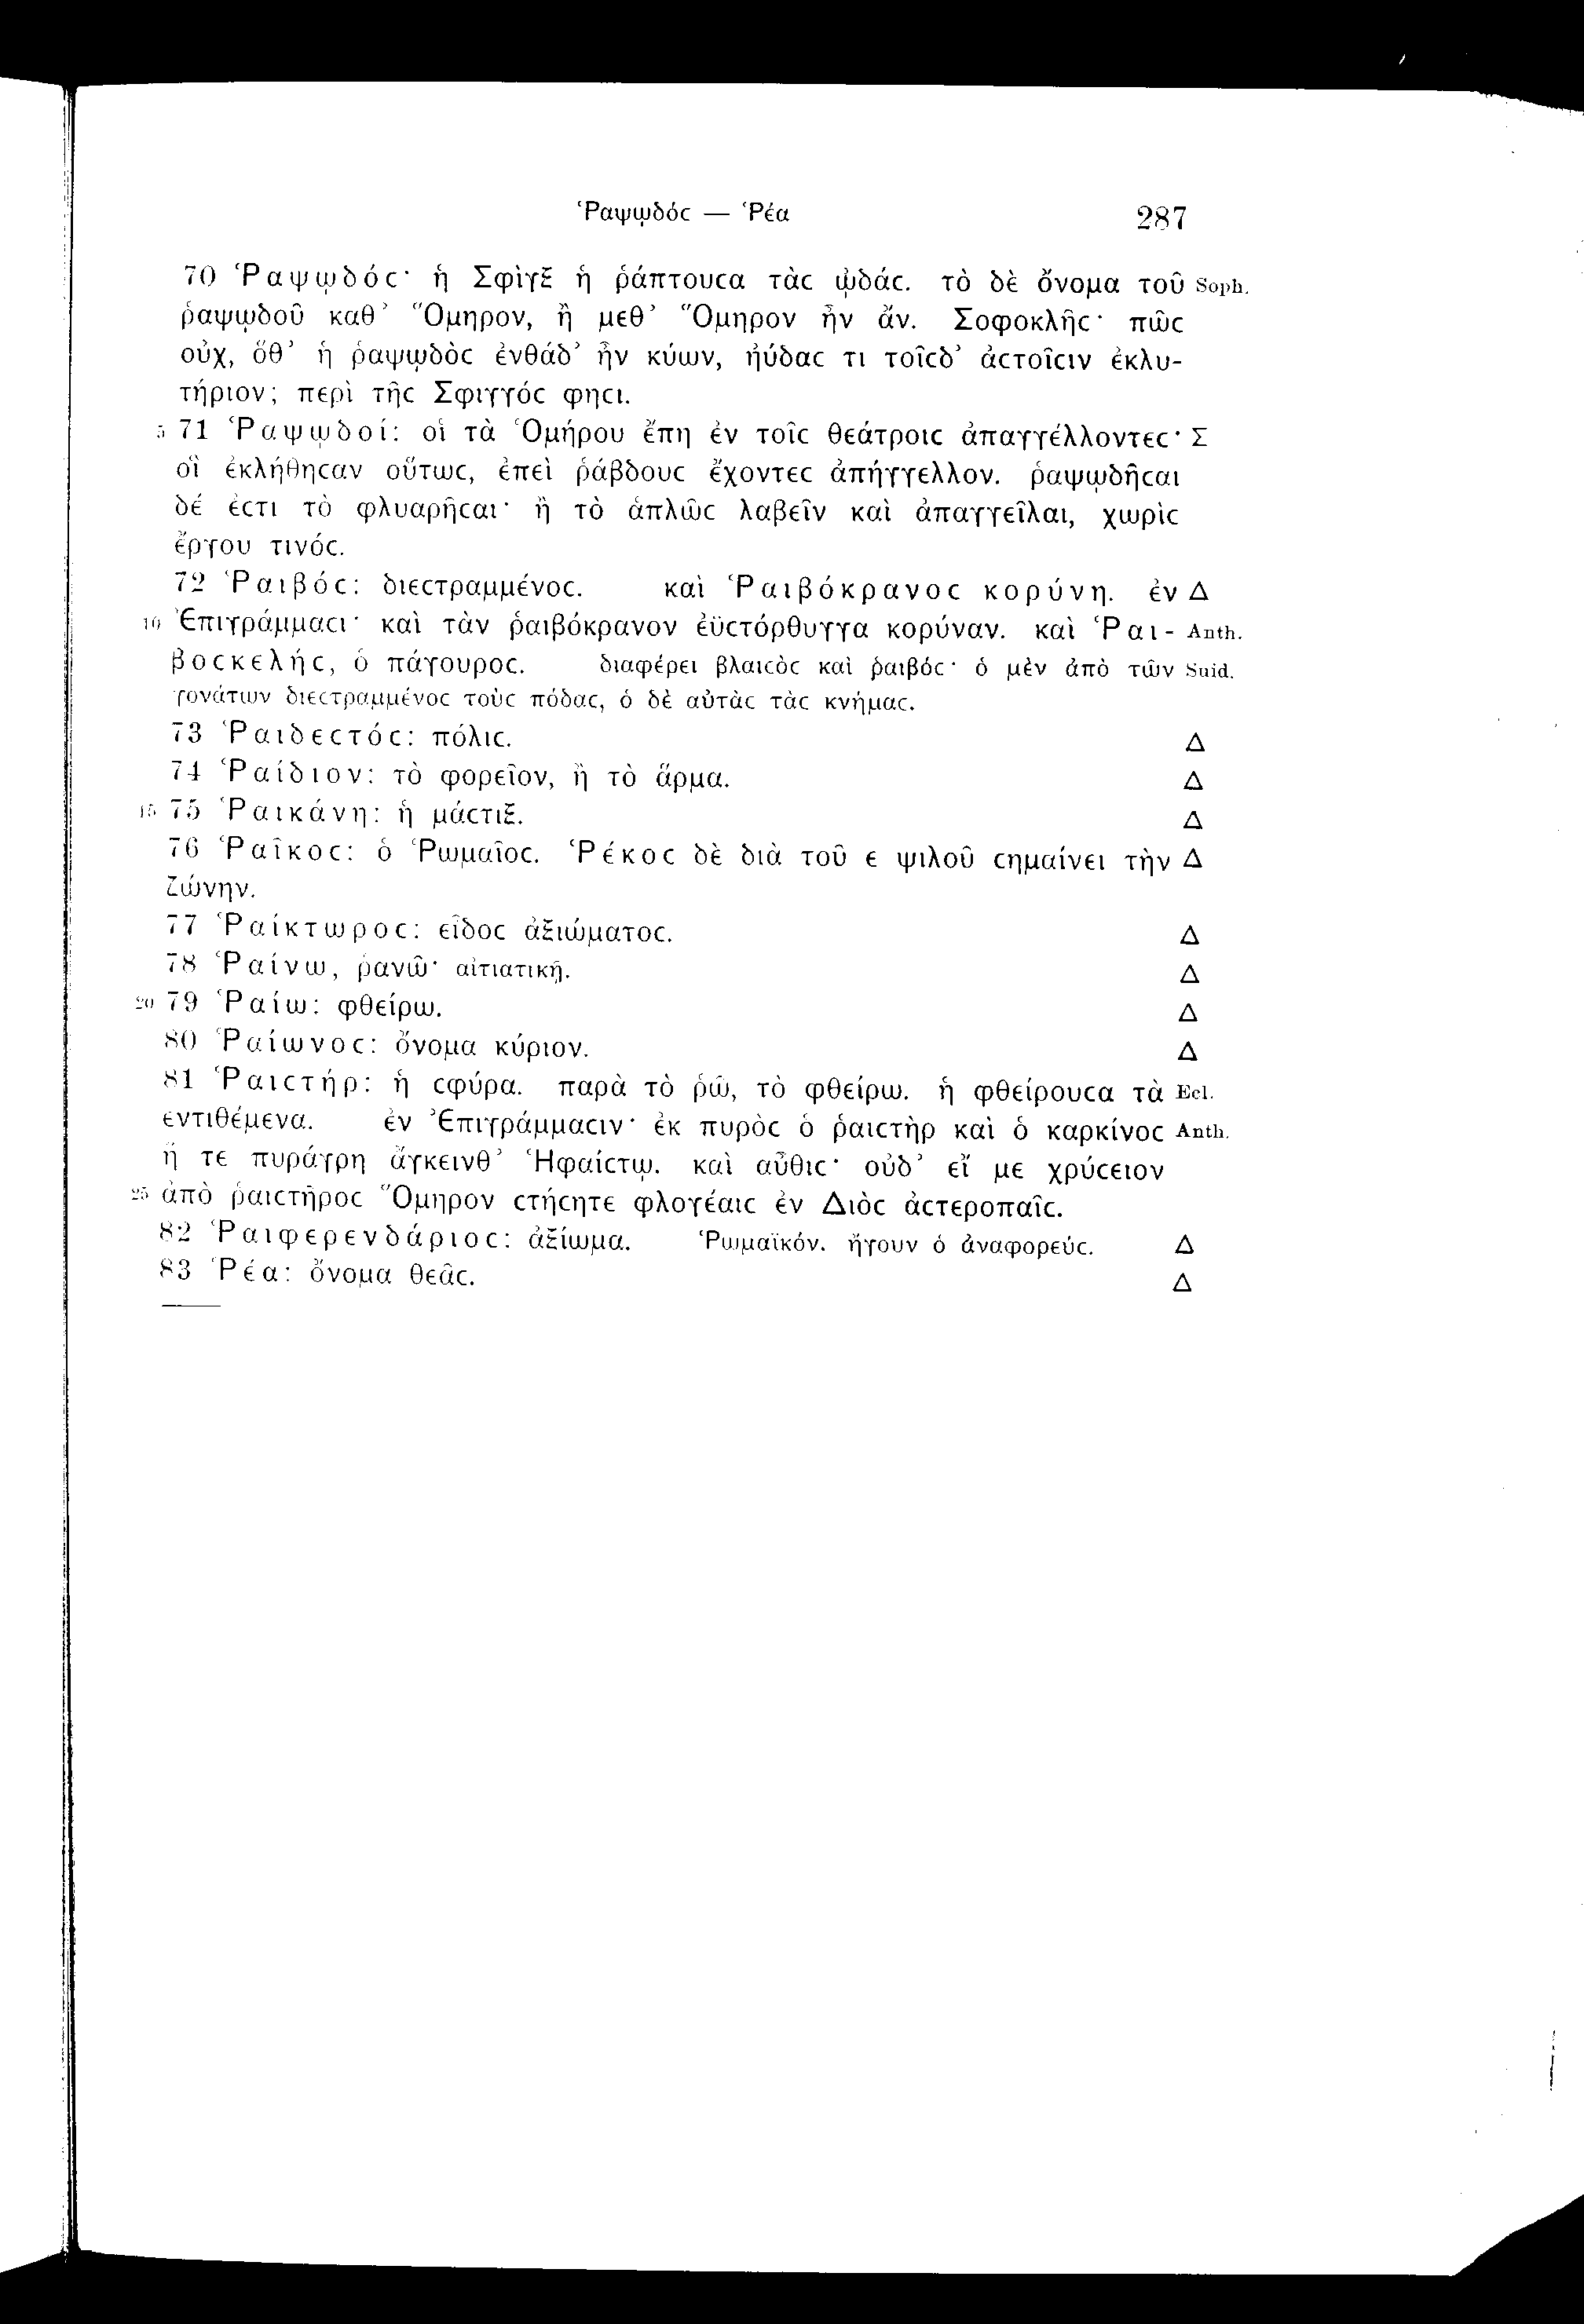 Ῥαψῳδόϲ — Ῥέα 287
70 Ῥαψῳδόϲ· ἡ Σφὶγξ ἡ ῥάπτουϲα τὰϲ ᾠδάϲ. τὸ δὲ ὄνομα τοῦ Soph.
ῥαψῳδοῦ καθ᾽ Ὅμηρον, ἢ μεθ᾽ Ὅμηρον ἦν ἄν. Σοφοκλῆϲ· πῶϲ
οὐχ, ὅθ᾽ ἡ ῥαψῳδὸϲ ἐνθάδ᾽ ἦν κύων, ηὔδαϲ τι τοῖϲδ᾽ ἀϲτοῖϲιν ἐκλυ-
τήριον; περὶ τῆϲ Σφιγγόϲ φηϲι.
5 71 Ῥαψῳδοί: οἱ τὰ Ὁμήρου ἔπη ἐν τοῖϲ θεάτροιϲ ἀπαγγέλλοντεϲ· Σ
οἳ ἐκλήθηϲαν οὕτωϲ, ἐπεὶ ῥάβδουϲ ἔχοντεϲ ἀπήγγελλον. ῥαψῳδῆϲαι
δέ ἐϲτι τὸ φλυαρῆϲαι· ἢ τὸ ἁπλῶϲ λαβεῖν καὶ ἀπαγγεῖλαι, χωρὶϲ
ἔργου τινόϲ.
72 Ῥαιβόϲ: διεϲτραμμένοϲ. καὶ Ῥαιβόκρανοϲ κορύνη. ἐν Δ
10 Ἐπιγράμμαϲι· καὶ τὰν ῥαιβόκρανον ἐϋϲτόρθυγγα κορύναν. καὶ Ῥαι- Anth.
βοϲκελήϲ, ὁ πάγουροϲ. διαφέρει βλαιϲὸϲ καὶ ῥαιβόϲ· ὁ μὲν ἀπὸ τῶν Suid.
γονάτων διεϲτραμμένοϲ τοὺϲ πόδαϲ, ὁ δὲ αὐτὰϲ τὰϲ κνήμαϲ.
73 Ῥαιδεϲτόϲ: πόλιϲ. Δ
74 Ῥαίδιον: τὸ φορεῖον, ἢ τὸ ἅρμα. Δ
15 75 Ῥαικάνη: ἡ μάϲτιξ. Δ
76 Ῥαῖκοϲ: ὁ Ῥωμαῖοϲ. Ῥέκοϲ δὲ διὰ τοῦ ε ψιλοῦ ϲημαίνει τὴν Δ
ζώνην.
77 Ῥαίκτωροϲ: εἶδοϲ ἀξιώματοϲ. Δ
78 Ῥαίνω, ῥανῶ· αἰτιατικῇ. Δ
20 79 Ῥαίω: φθείρω. Δ
80 Ῥαίωνοϲ: ὄνομα κύριον. Δ
81 Ῥαιϲτήρ: ἡ ϲφύρα. παρὰ τὸ ῥῶ, τὸ φθείρω. ἡ φθείρουϲα τὰ Ecl.
ἐντιθέμενα. ἐν Ἐπιγράμμαϲιν· ἐκ πυρὸϲ ὁ ῥαιϲτὴρ καὶ ὁ καρκίνοϲ Anth.
ἥ τε πυράγρη ἄγκεινθ᾽ Ἡφαίϲτῳ. καὶ αὖθιϲ· οὐδ᾽ εἴ με χρύϲειον
25 ἀπὸ ῥαιϲτῆροϲ Ὅμηρον ϲτήϲητε φλογέαιϲ ἐν Διὸϲ ἀϲτεροπαῖϲ.
82 Ῥαιφερενδάριοϲ: ἀξίωμα. Ῥωμαϊκόν. ἤγουν ὁ ἀναφορεύϲ. Δ
83 Ῥέα: ὄνομα θεᾶϲ. Δ